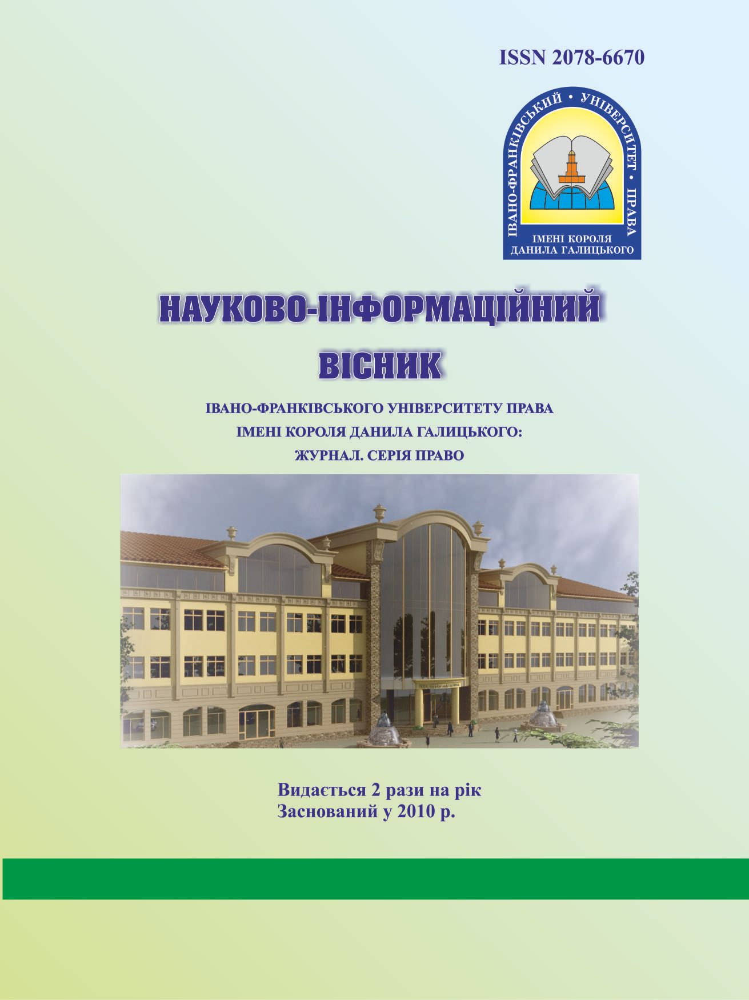 ISSN 2078-6670
ІВАНО-ФРАНКІВСЬКИЙ • УНІВЕРСИТЕТ • ПРАВА
ІМЕНІ КОРОЛЯ
ДАНИЛА ГАЛИЦЬКОГО
НАУКОВО-ІНФОРМАЦІЙНИЙ
ВІСНИК
ІВАНО-ФРАНКІВСЬКОГО УНІВЕРСИТЕТУ ПРАВА
ІМЕНІ КОРОЛЯ ДАНИЛА ГАЛИЦЬКОГО:
ЖУРНАЛ. СЕРІЯ ПРАВО
Видається 2 рази на рік
Заснований у 2010 р.